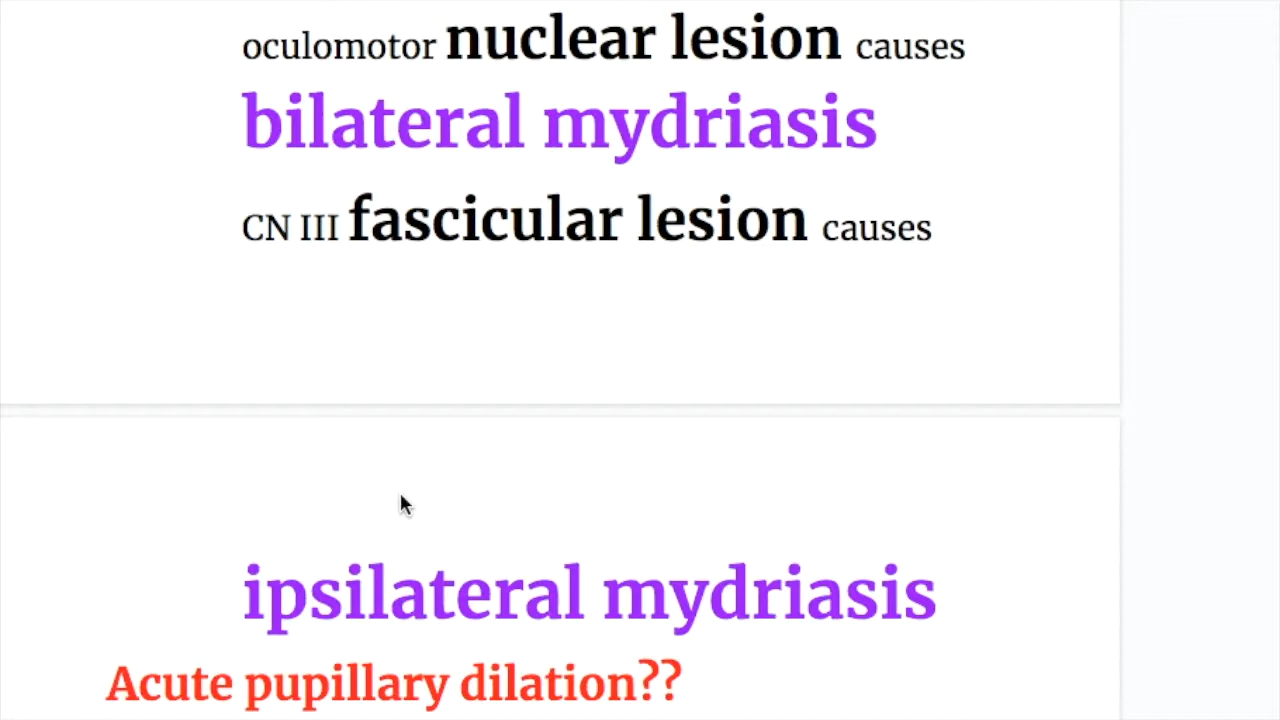 oculomotor nuclear lesion causes
bilateral mydriasis
CN III fascicular lesion causes
ipsilateral mydriasis
Acute pupillary dilation??